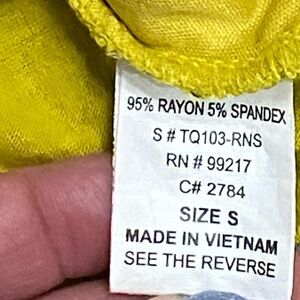 95% RAYON 5% SPANDEX
S # TQ103-RNS
RN # 99217
C# 2784
SIZE S
MADE IN VIETNAM
SEE THE REVERSE